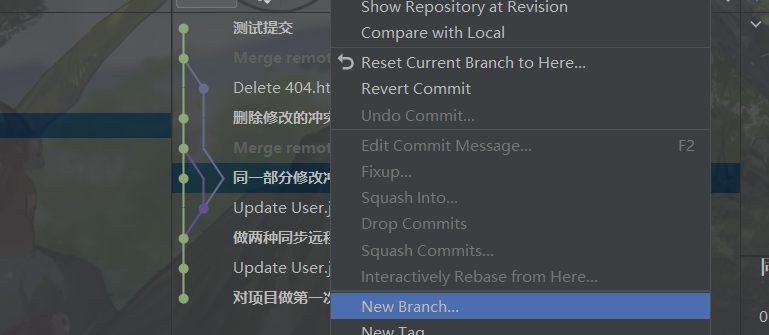 Show Repository at Revision
测试提交
Compare with Local
Merge remot
Reset Current Branch to Here...
Delete 404.ht
Revert Commit
删除修改的冲突
Undo Commit...
Merge remot
Edit Commit Message... F2
同一部分修改冲
Fixup...
Squash Into...
Update User.j
Drop Commits
做两种同步远程
Squash Commits...
Update User.j
Interactively Rebase from Here...
对项目做第一次
New Branch...
New Tag